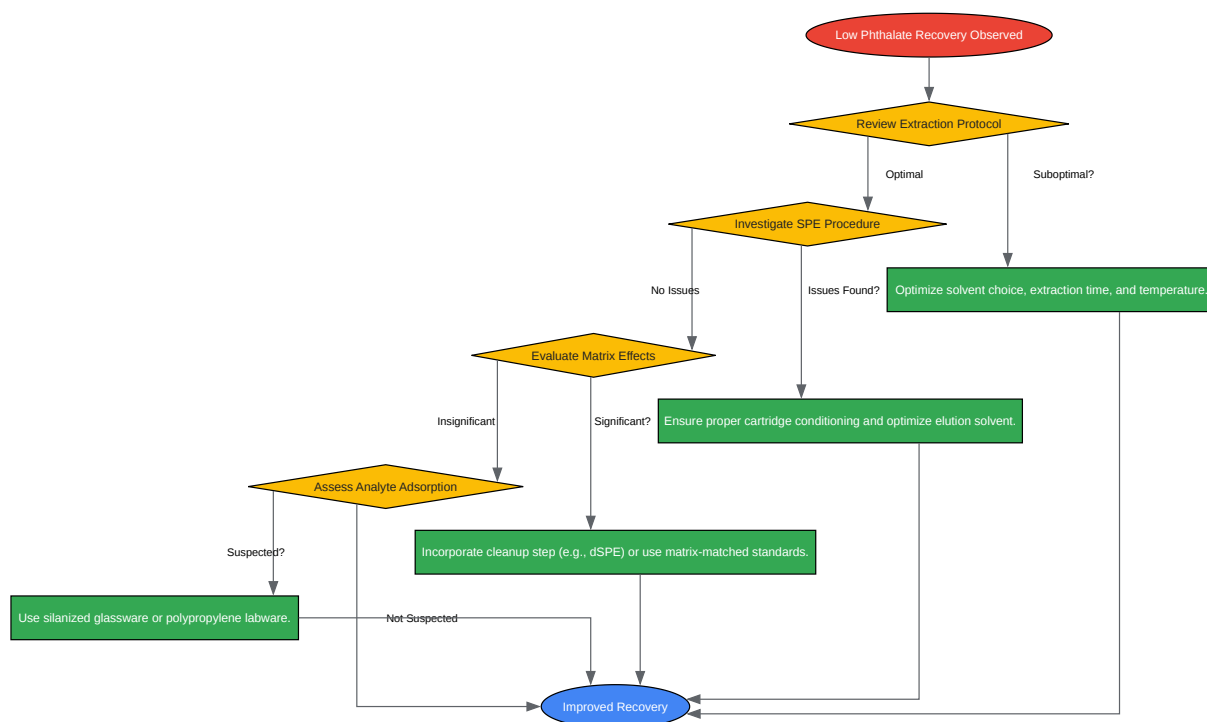 Low Phthalate Recovery Observed
Review Extraction Protocol
Optimal
Suboptimal?
Investigate SPE Procedure
No Issues
Issues Found?
Optimize solvent choice, extraction time, and temperature.
Evaluate Matrix Effects
Insignificant
Significant?
Ensure proper cartridge conditioning and optimize elution solvent.
Assess Analyte Adsorption
Suspected?
Incorporate cleanup step (e.g., dSPE) or use matrix-matched standards.
Use silanized glassware or polypropylene labware.
Not Suspected
Improved Recovery